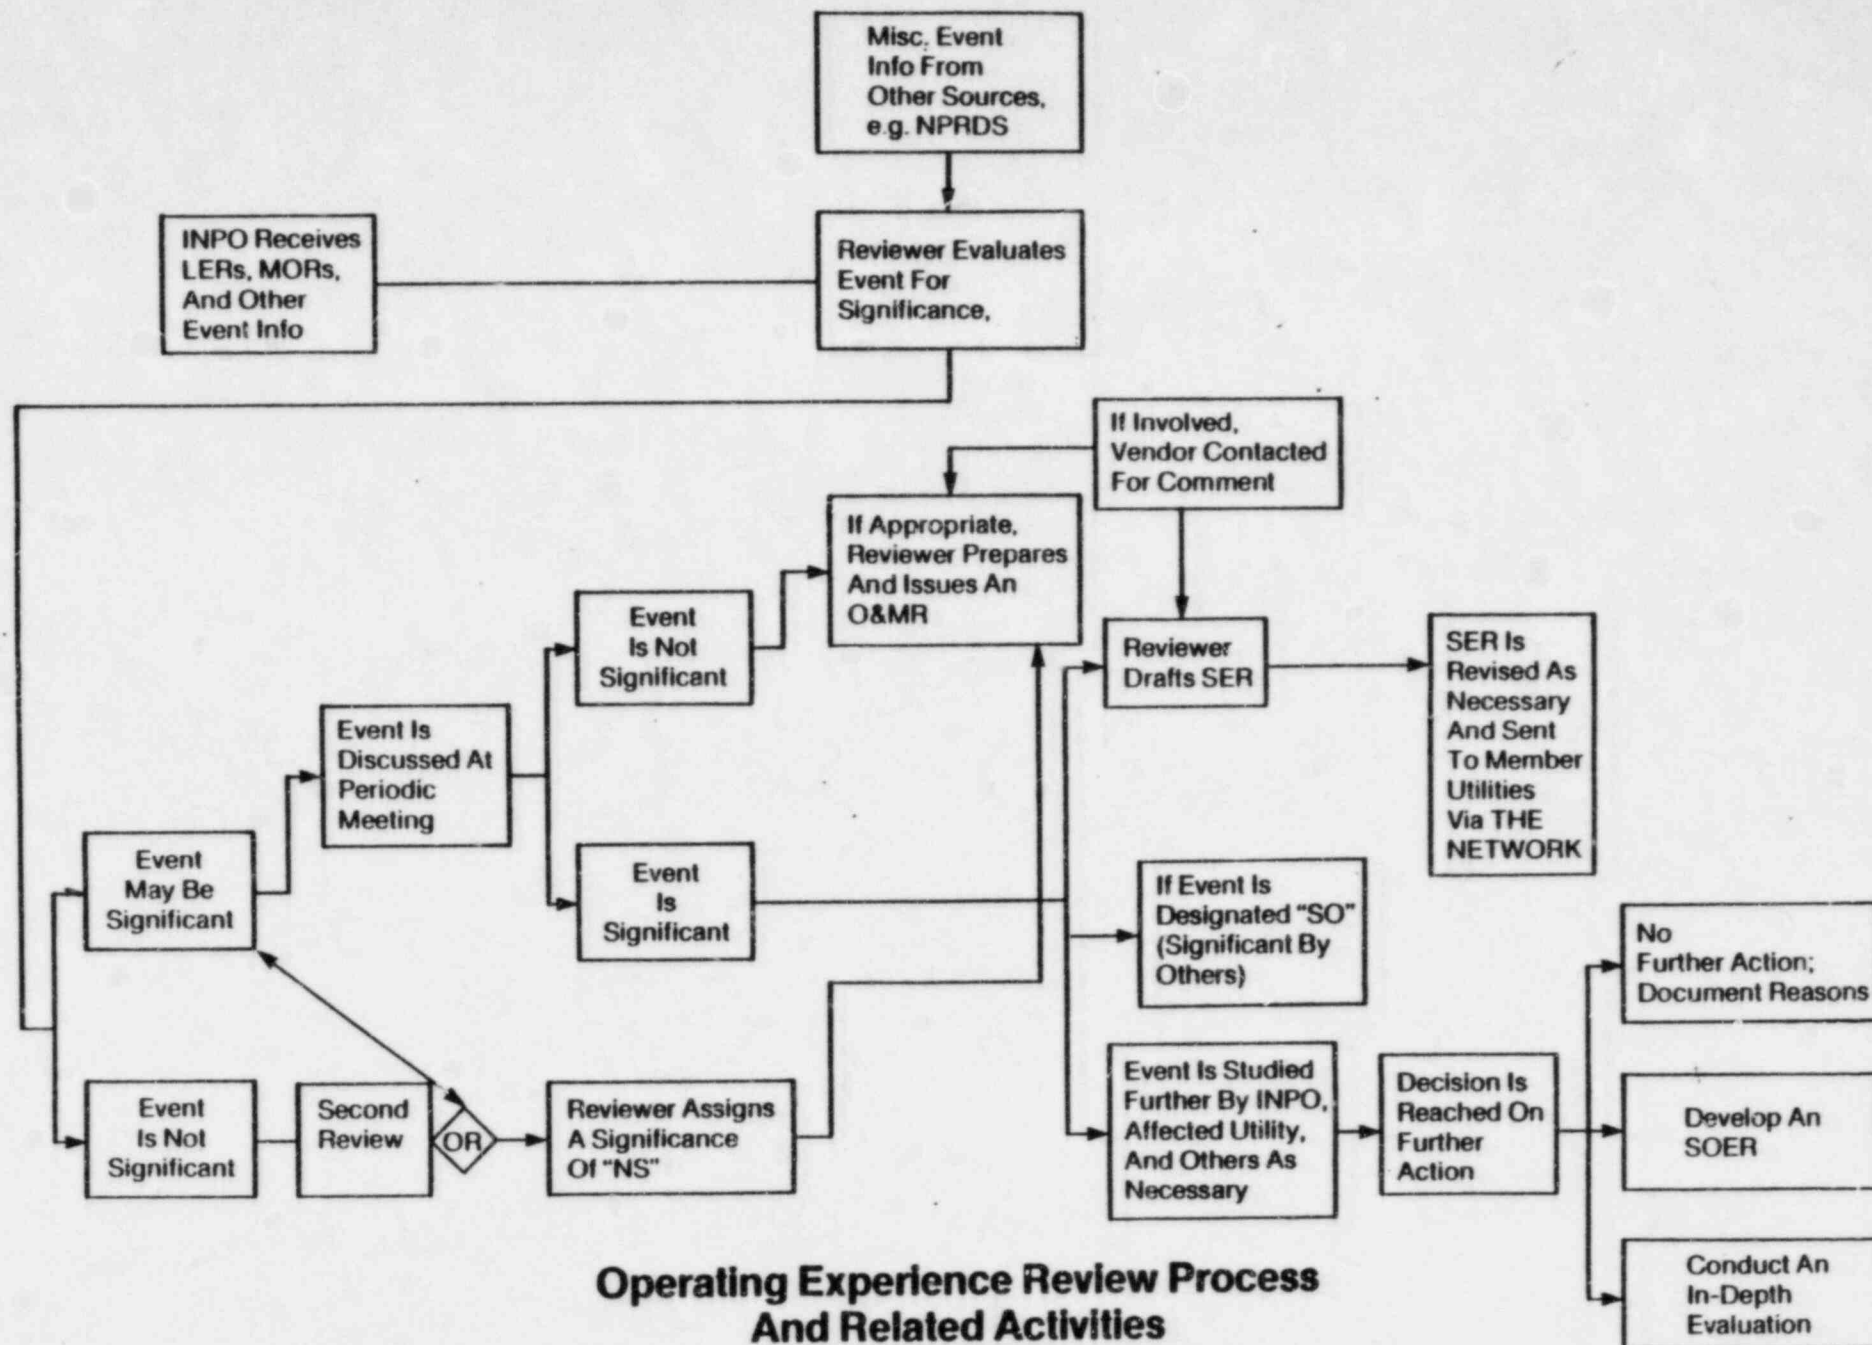 Misc. Event
Info From
Other Sources,
e.g. NPRDS
INPO Receives
LERs, MORs,
And Other
Event Info
Reviewer Evaluates
Event For
Significance,
If Involved,
Vendor Contacted
For Comment
If Appropriate,
Reviewer Prepares
And Issues An
O&MR
Event
Is Not
Significant
Reviewer
Drafts SER
SER Is
Revised As
Necessary
And Sent
To Member
Utilities
Via THE
NETWORK
Event Is
Discussed At
Periodic
Meeting
Event
May Be
Significant
Event
Is
Significant
If Event Is
Designated "SO"
(Significant By
Others)
No
Further Action;
Document Reasons
Event
Is Not
Significant
Second
Review
OR
Reviewer Assigns
A Significance
Of "NS"
Event Is Studied
Further By INPO,
Affected Utility,
And Others As
Necessary
Decision Is
Reached On
Further
Action
Develop An
SOER
Conduct An
In-Depth
Evaluation
Operating Experience Review Process
And Related Activities